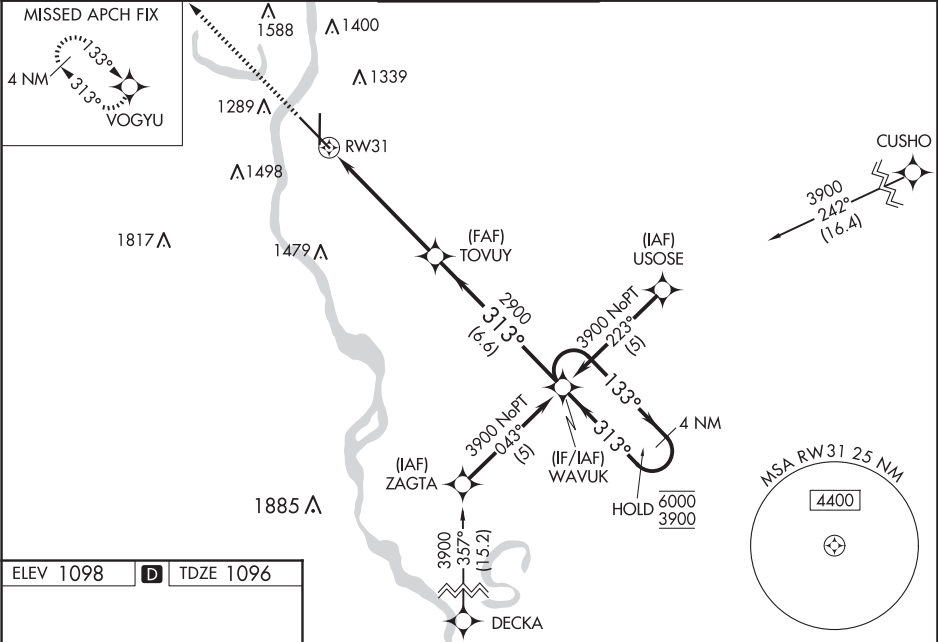 MISSED APCH FIX
4 NM
133°
313°
VOGYU
1588
1400
1339
1289
RW31
1498
CUSHO
3900
242°
(16.4)
1817
1479
(FAF)
TOVUY
(IAF)
USOSE
2900
313°
(6.6)
3900 NoPT
223°
(5)
133°
313°
4 NM
3900 NoPT
043°
(5)
(IAF)
ZAGTA
(IF/IAF)
WAVUK
HOLD 6000
3900
MSA RW31 25 NM
4400
1885
3900
357°
(15.2)
DECKA
ELEV 1098 D TDZE 1096